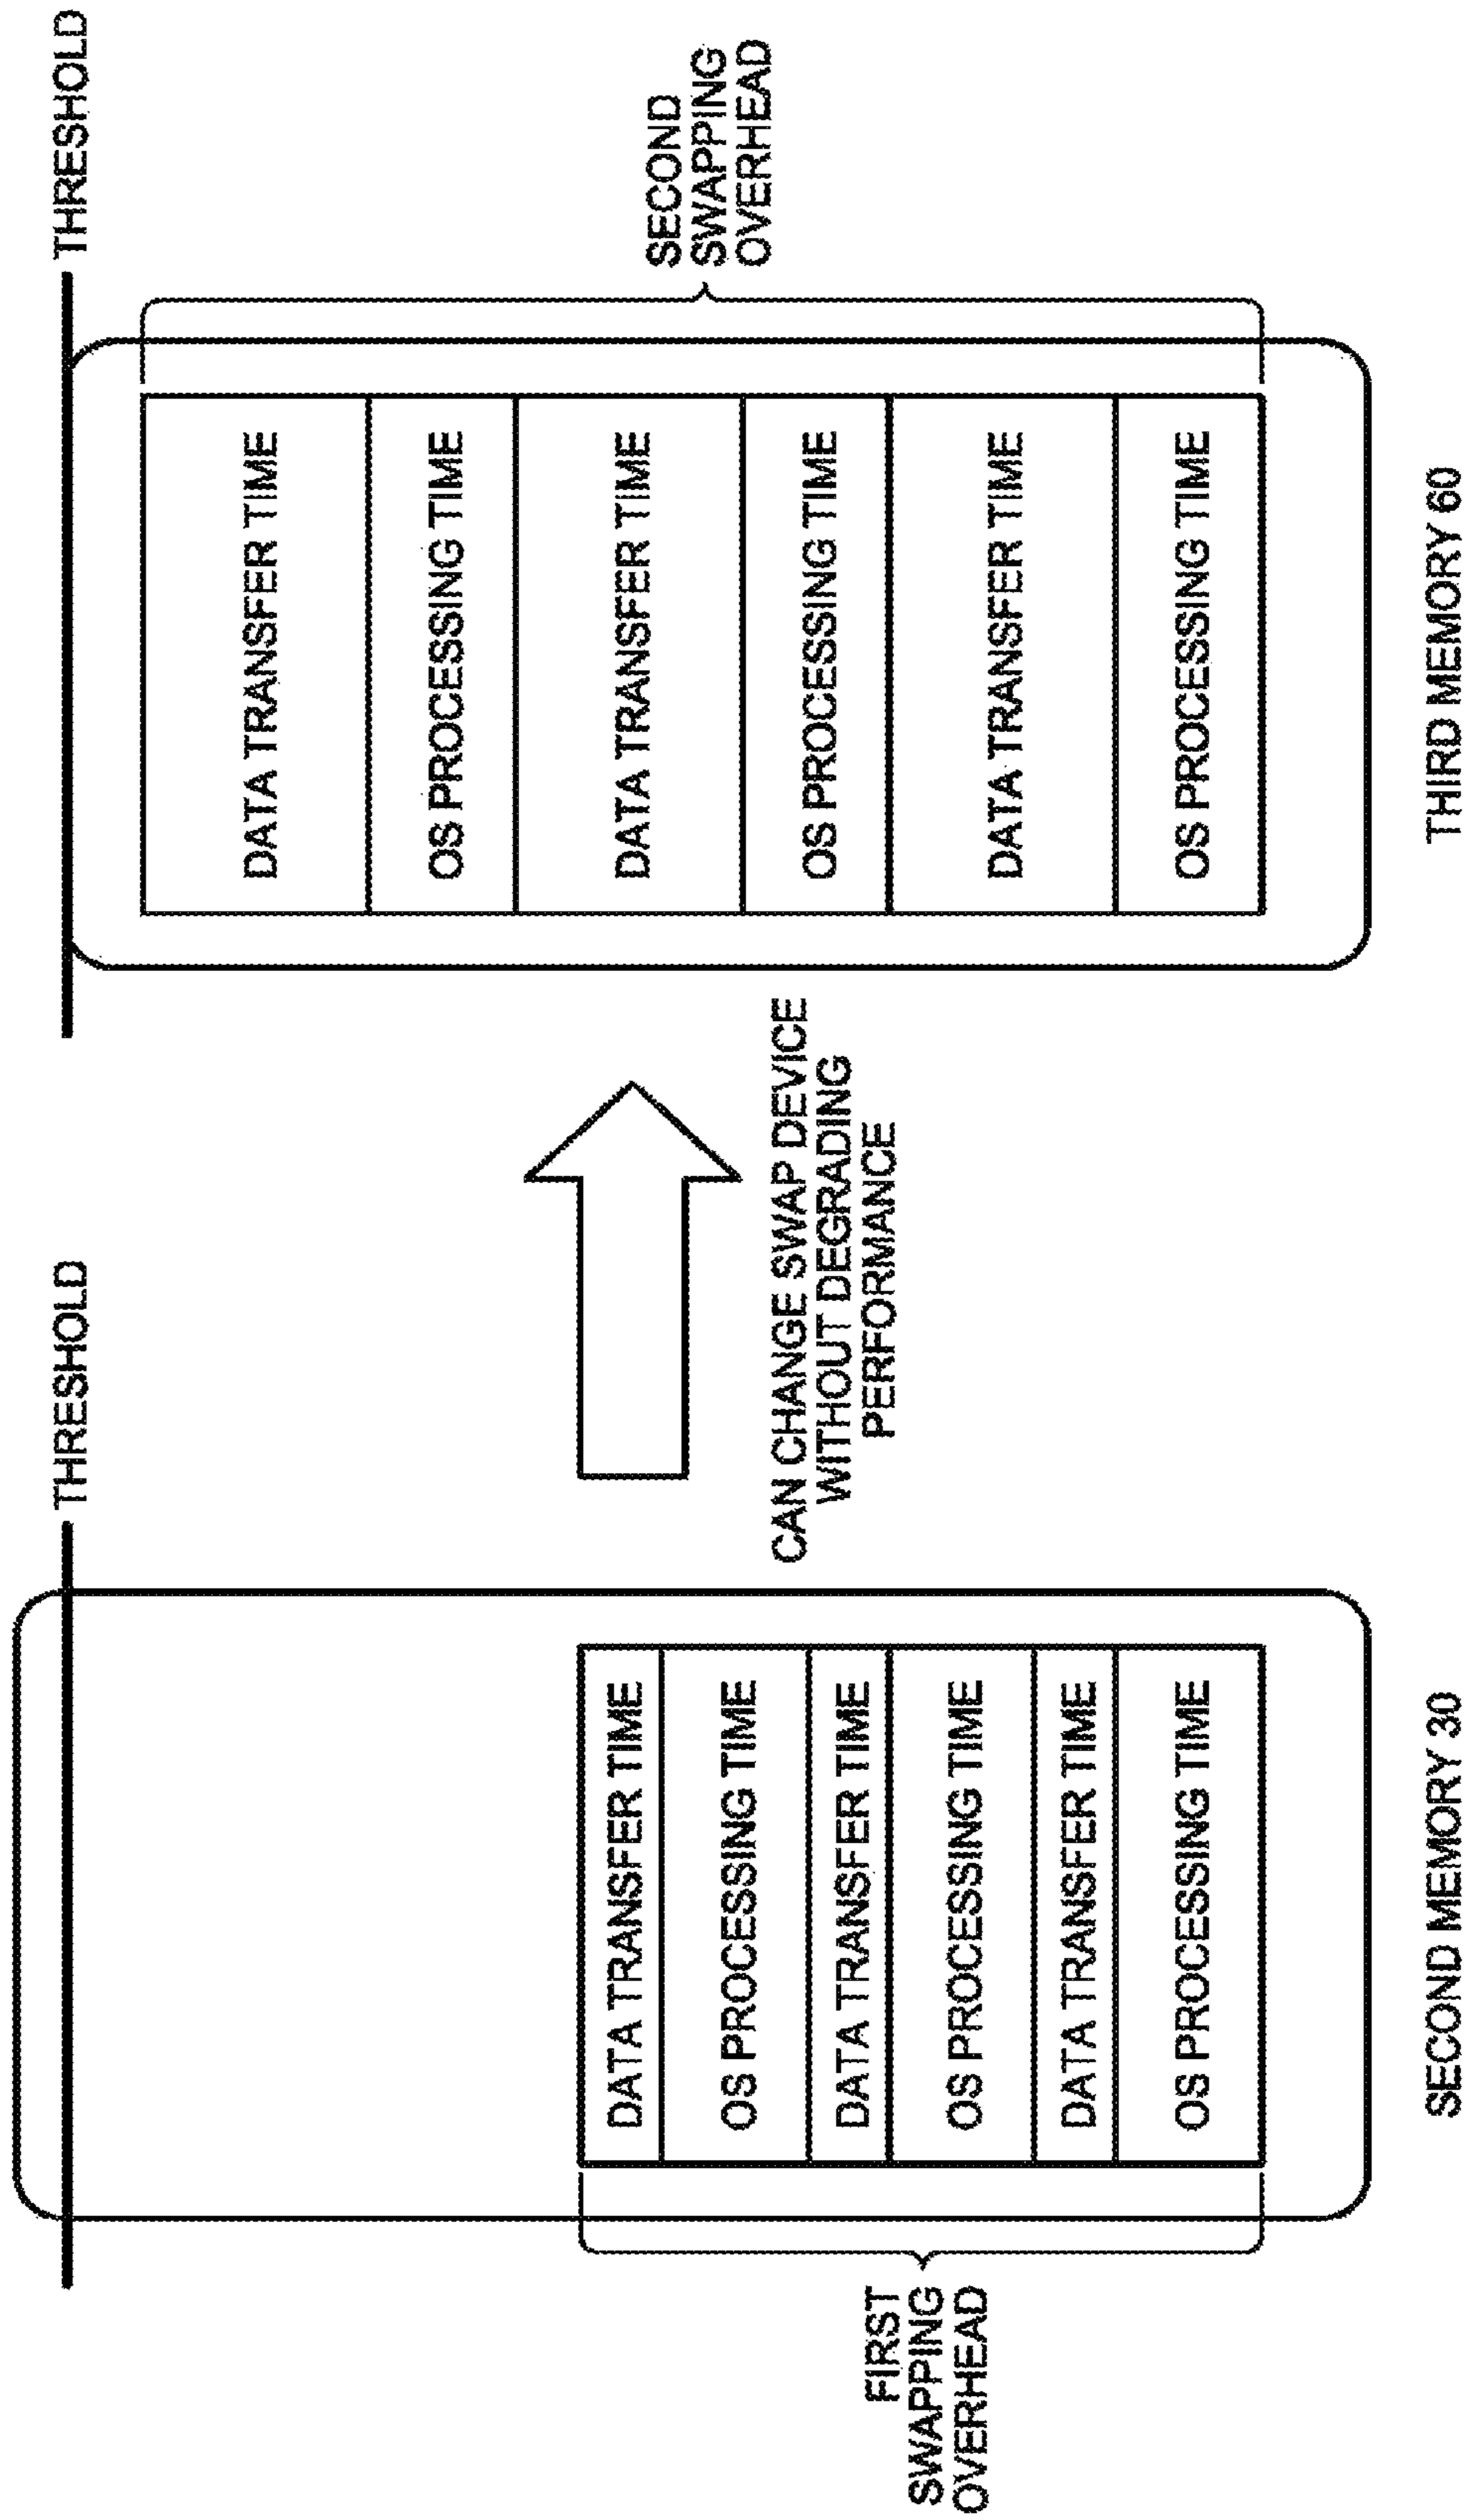 THRESHOLD
FIRST
SWAPPING
OVERHEAD
DATA TRANSFER TIME
OS PROCESSING TIME
DATA TRANSFER TIME
OS PROCESSING TIME
DATA TRANSFER TIME
OS PROCESSING TIME
SECOND MEMORY 30
CAN CHANGE SWAP DEVICE
WITHOUT DEGRADING
PERFORMANCE
THRESHOLD
DATA TRANSFER TIME
OS PROCESSING TIME
DATA TRANSFER TIME
OS PROCESSING TIME
DATA TRANSFER TIME
OS PROCESSING TIME
SECOND
SWAPPING
OVERHEAD
THIRD MEMORY 60